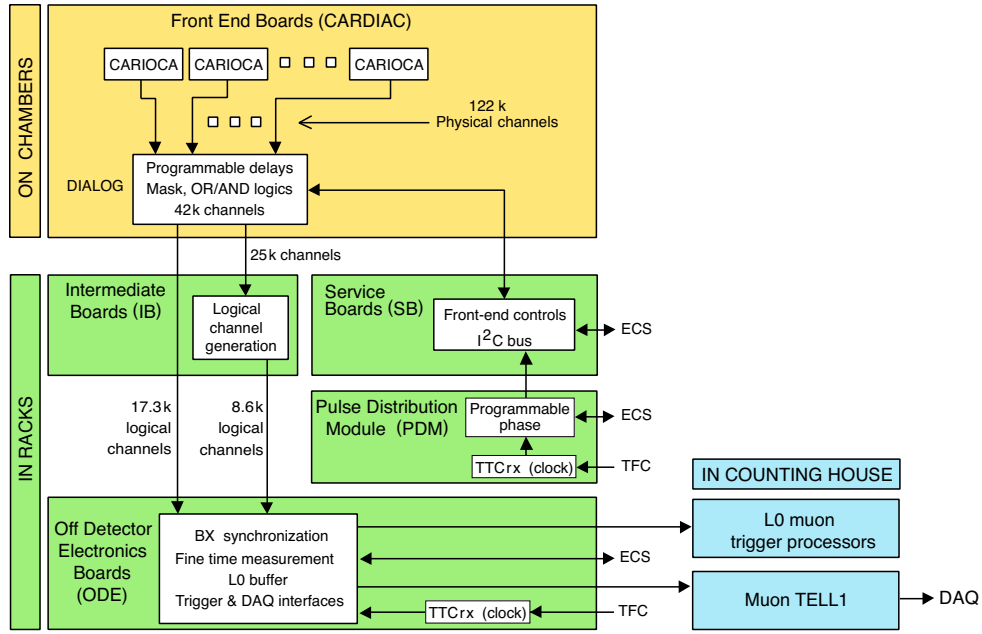 Front End Boards (CARDIAC)
ON CHAMBERS
CARIOCA
CARIOCA
CARIOCA
122 k
Physical channels
DIALOG
Programmable delays
Mask, OR/AND logics
42k channels
25k channels
IN RACKS
Intermediate
Boards (IB)
Logical
channel
generation
Service
Boards (SB)
Front-end controls
I²C bus
ECS
17.3k
logical
channels
8.6k
logical
channels
Pulse Distribution
Module (PDM)
Programmable
phase
ECS
TTCrx (clock)
TFC
IN COUNTING HOUSE
Off Detector
Electronics
Boards
(ODE)
BX synchronization
Fine time measurement
L0 buffer
Trigger & DAQ interfaces
L0 muon
trigger processors
ECS
TTCrx (clock)
TFC
Muon TELL1
DAQ